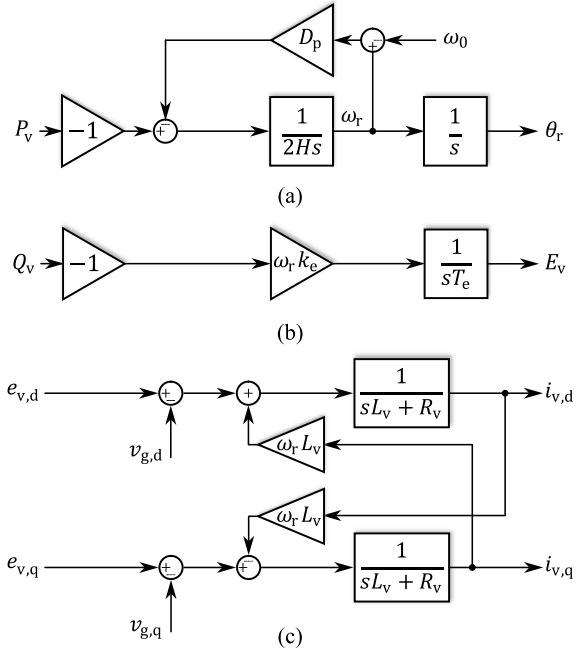 D_p
ω_0
P_v
−1
1/(2Hs)
ω_r
1/s
θ_r
(a)
Q_v
−1
ω_r k_e
1/(sT_e)
E_v
(b)
e_v,d
1/(sL_v + R_v)
i_v,d
v_g,d
ω_r L_v
ω_r L_v
e_v,q
1/(sL_v + R_v)
i_v,q
v_g,q
(c)